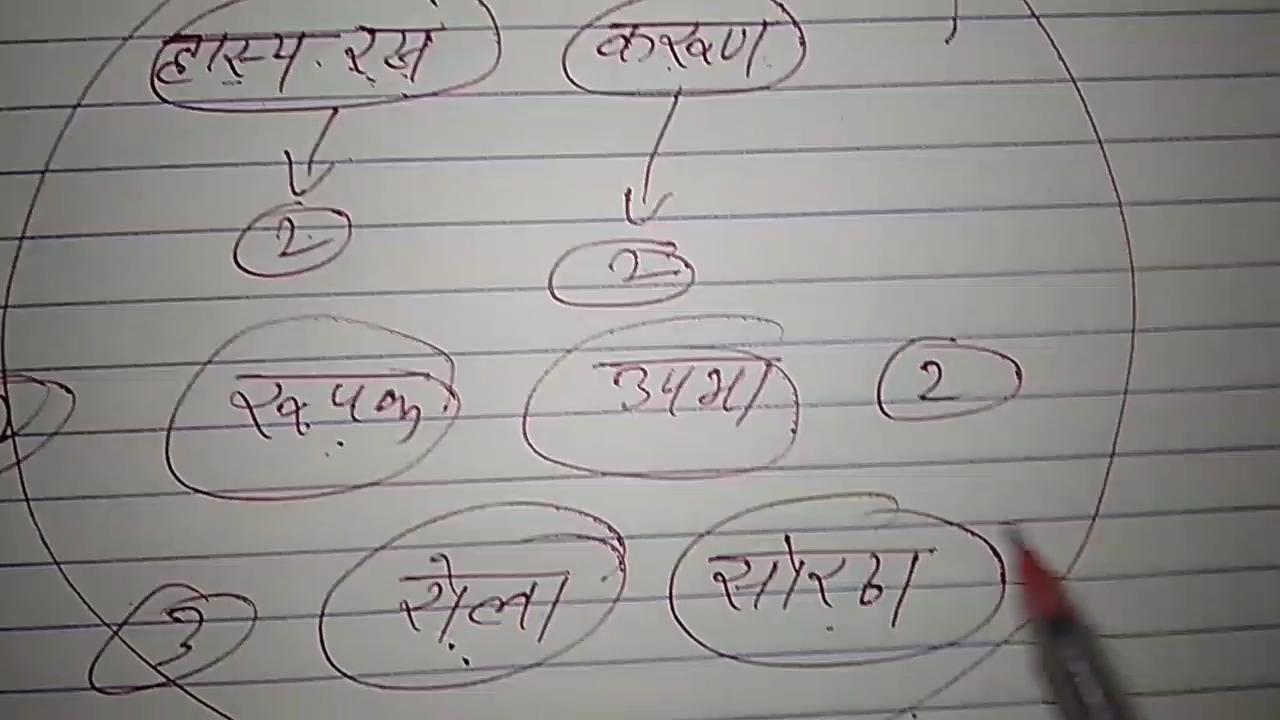 हास्य रस करुण
2 2
रुपक उपमा 2
3 रोला सोरठा